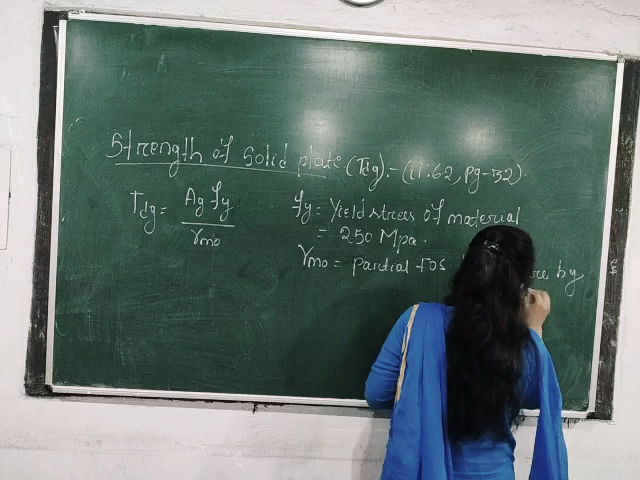 Strength of Solid plate (Tdg):- (cl:6.2, pg-32).
Tdg = Ag fy
γmo
fy = Yield stress of material
= 250 Mpa.
γmo = partial FOS by